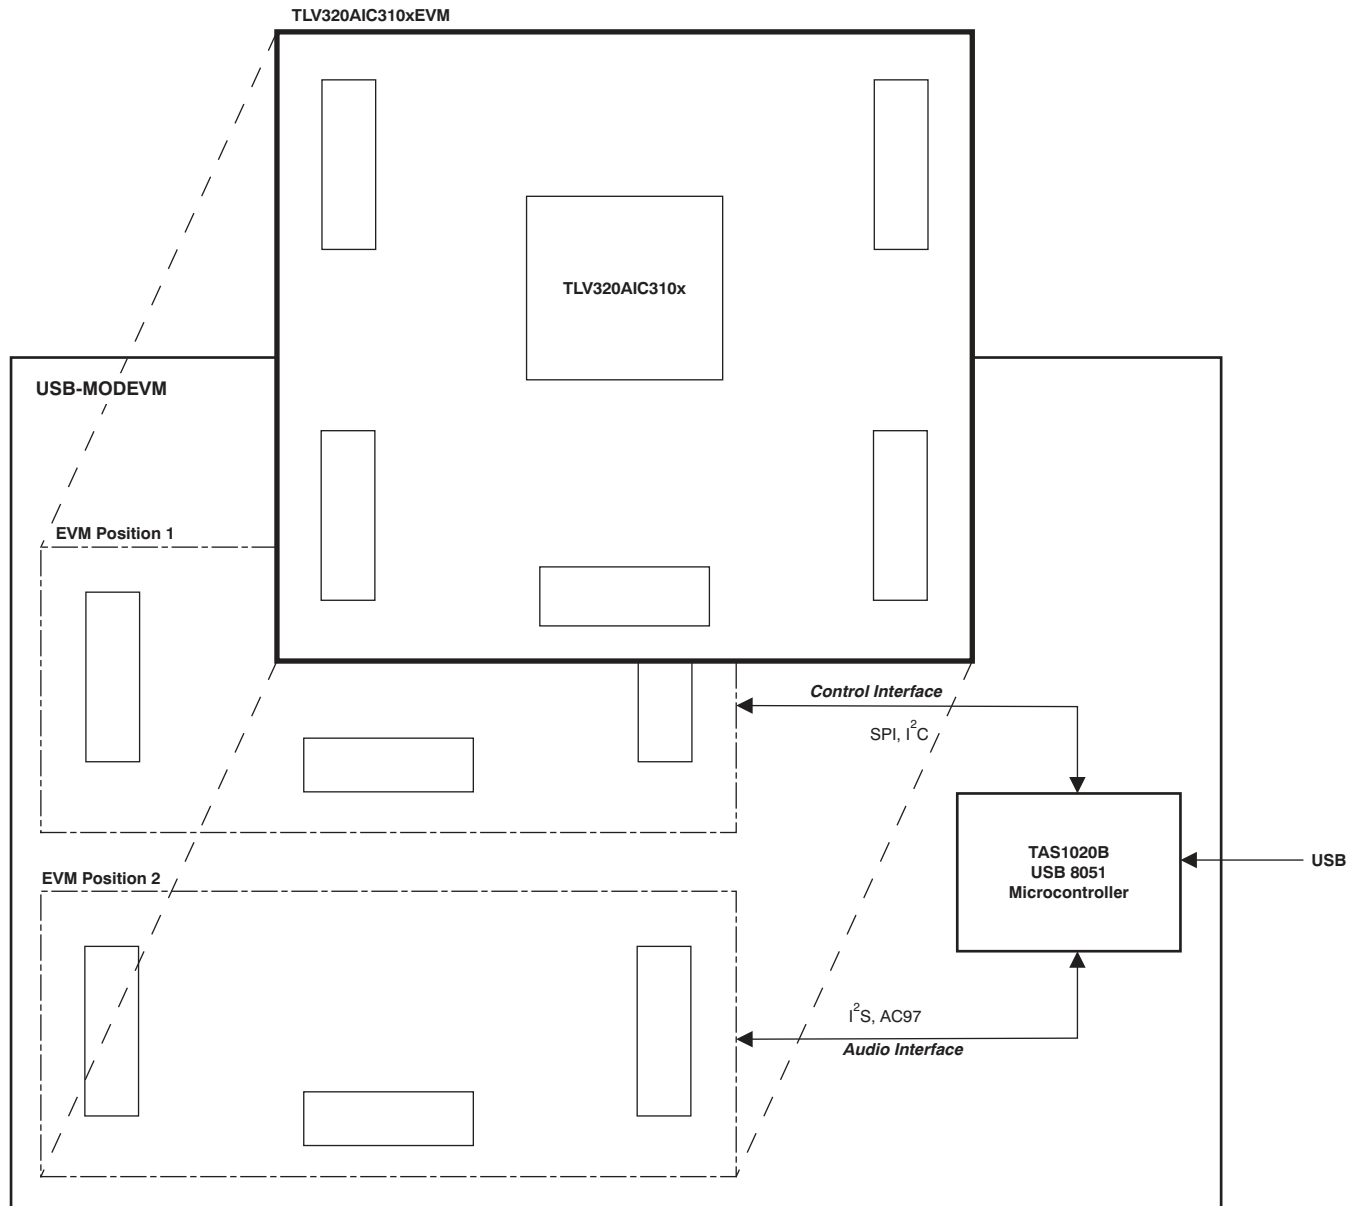 TLV320AIC310xEVM
TLV320AIC310x
USB-MODEVM
EVM Position 1
Control Interface
SPI, I²C
TAS1020B
USB 8051
Microcontroller
USB
EVM Position 2
I²S, AC97
Audio Interface